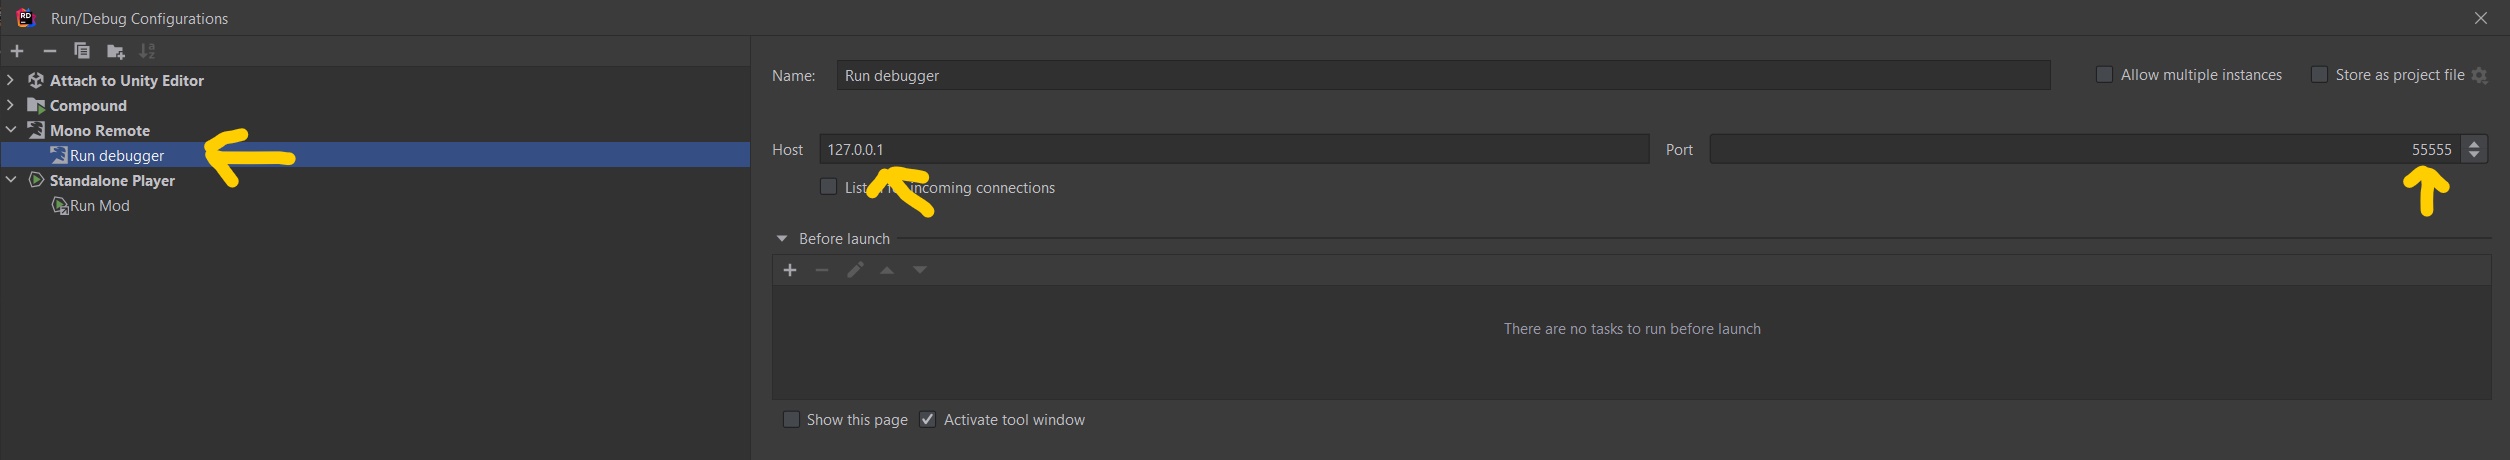 RD Run/Debug Configurations
Attach to Unity Editor
Compound
Mono Remote
Run debugger
Standalone Player
Run Mod
Name: Run debugger Allow multiple instances Store as project file
Host 127.0.0.1 Port 55555
incoming connections
Before launch
There are no tasks to run before launch
Show this page Activate tool window